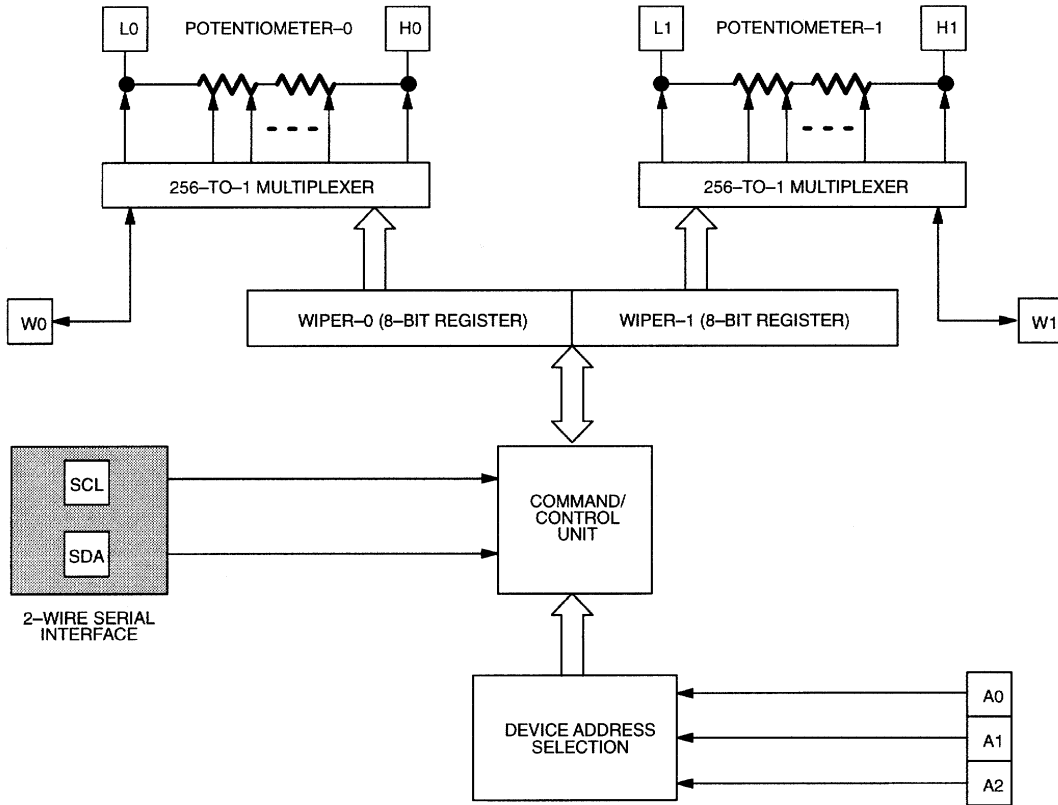 L0
POTENTIOMETER–0
H0
L1
POTENTIOMETER–1
H1
256–TO–1 MULTIPLEXER
256–TO–1 MULTIPLEXER
W0
WIPER–0 (8–BIT REGISTER)
WIPER–1 (8–BIT REGISTER)
W1
SCL
SDA
2–WIRE SERIAL
INTERFACE
COMMAND/
CONTROL
UNIT
DEVICE ADDRESS
SELECTION
A0
A1
A2